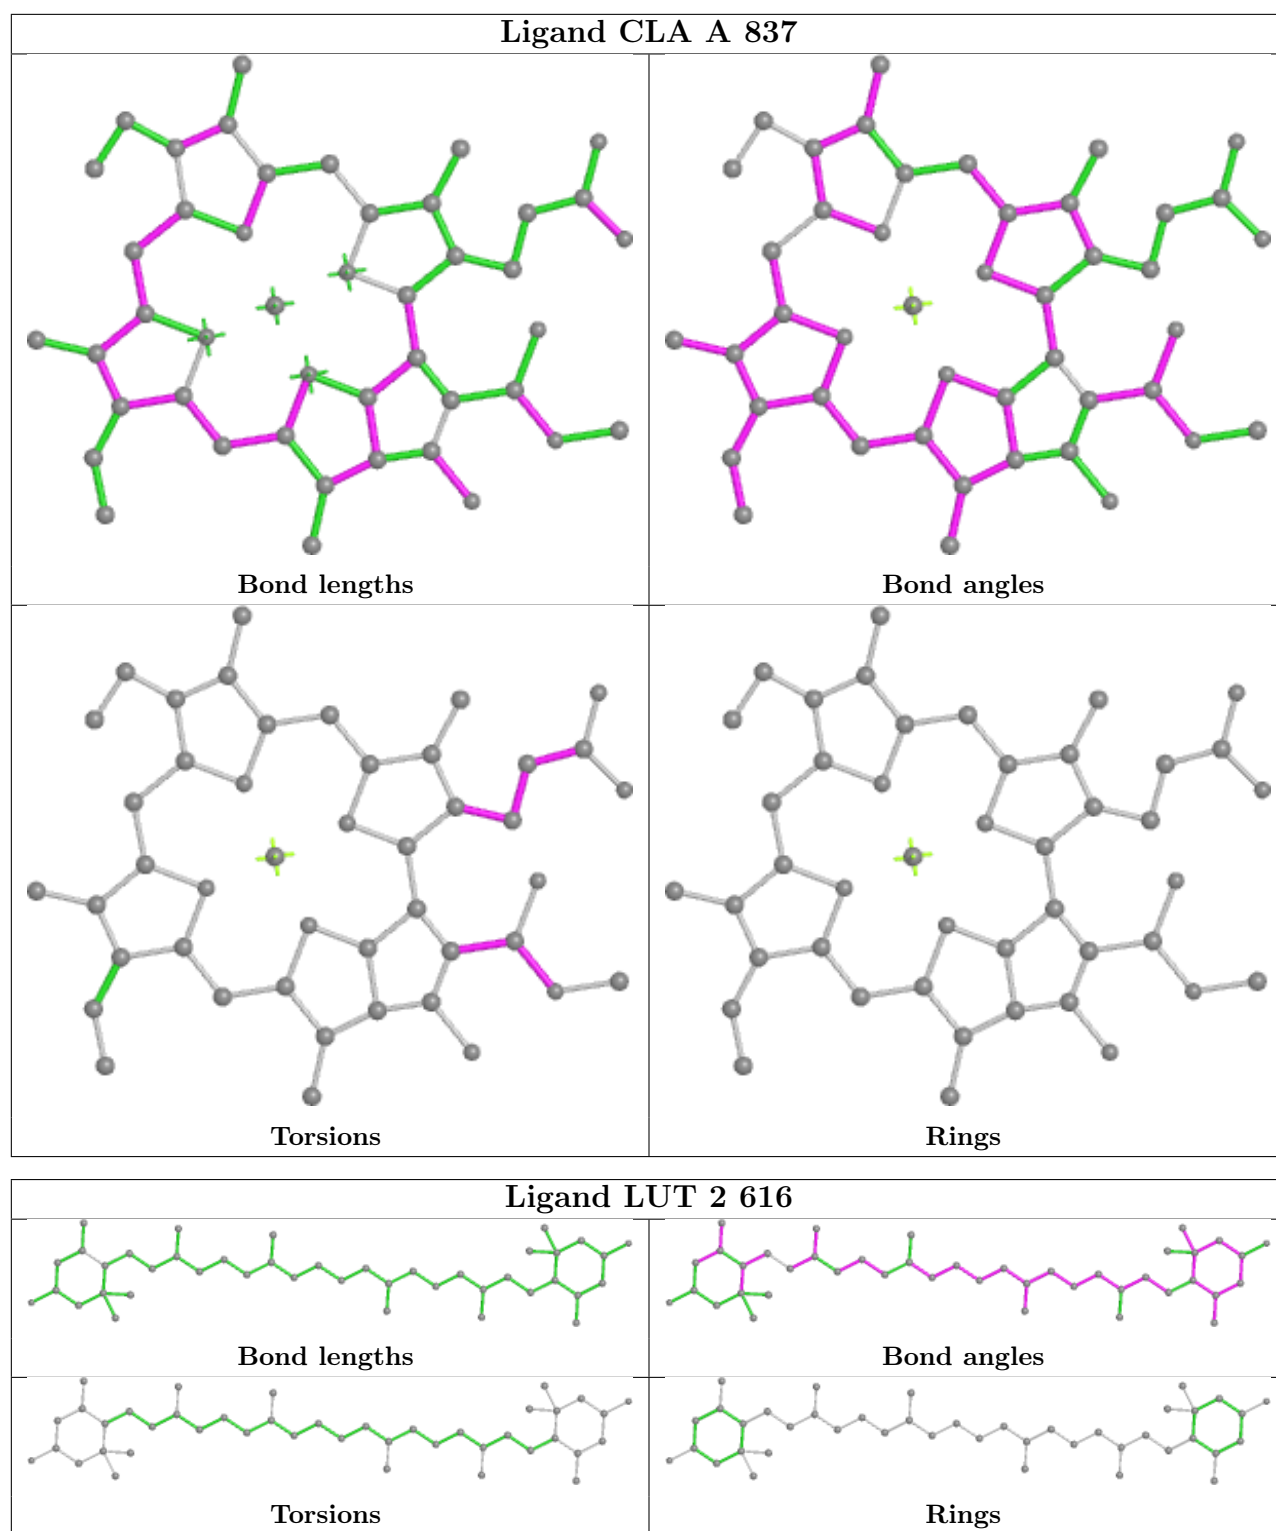 Ligand CLA A 837
Bond lengths
Bond angles
Torsions
Rings
Ligand LUT 2 616
Bond lengths
Bond angles
Torsions
Rings